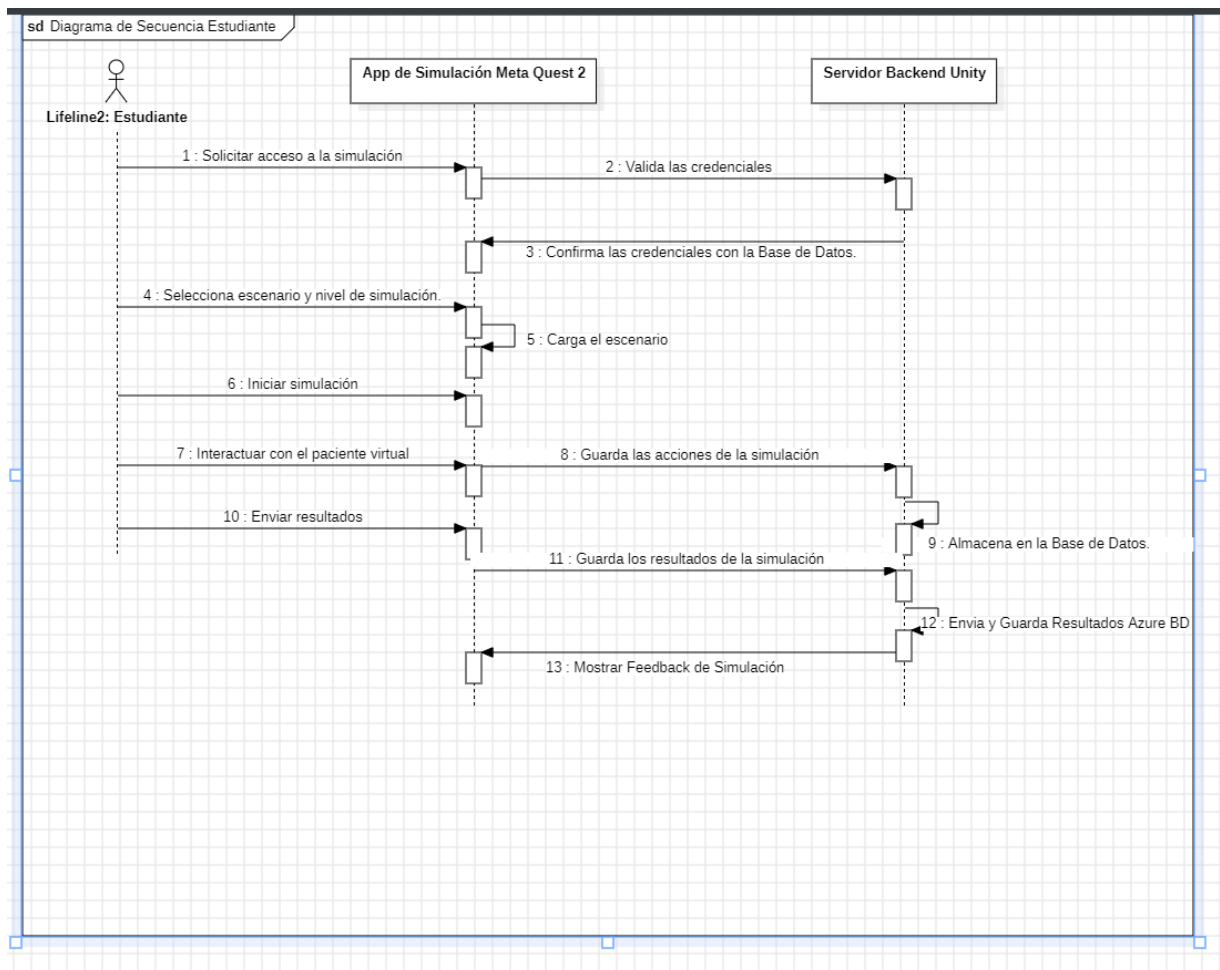 sd Diagrama de Secuencia Estudiante
App de Simulación Meta Quest 2
Servidor Backend Unity
Lifeline2: Estudiante
1 : Solicitar acceso a la simulación
2 : Valida las credenciales
3 : Confirma las credenciales con la Base de Datos.
4 : Selecciona escenario y nivel de simulación.
5 : Carga el escenario
6 : Iniciar simulación
7 : Interactuar con el paciente virtual
8 : Guarda las acciones de la simulación
9 : Almacena en la Base de Datos.
10 : Enviar resultados
11 : Guarda los resultados de la simulación
12 : Envia y Guarda Resultados Azure BD
13 : Mostrar Feedback de Simulación